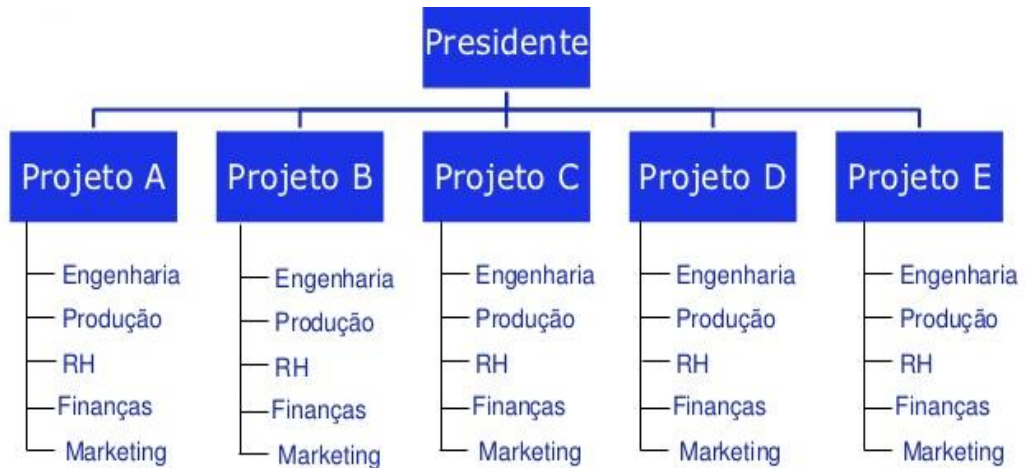 Presidente
Projeto A
Projeto B
Projeto C
Projeto D
Projeto E
Engenharia
Produção
RH
Finanças
Marketing
Engenharia
Produção
RH
Finanças
Marketing
Engenharia
Produção
RH
Finanças
Marketing
Engenharia
Produção
RH
Finanças
Marketing
Engenharia
Produção
RH
Finanças
Marketing